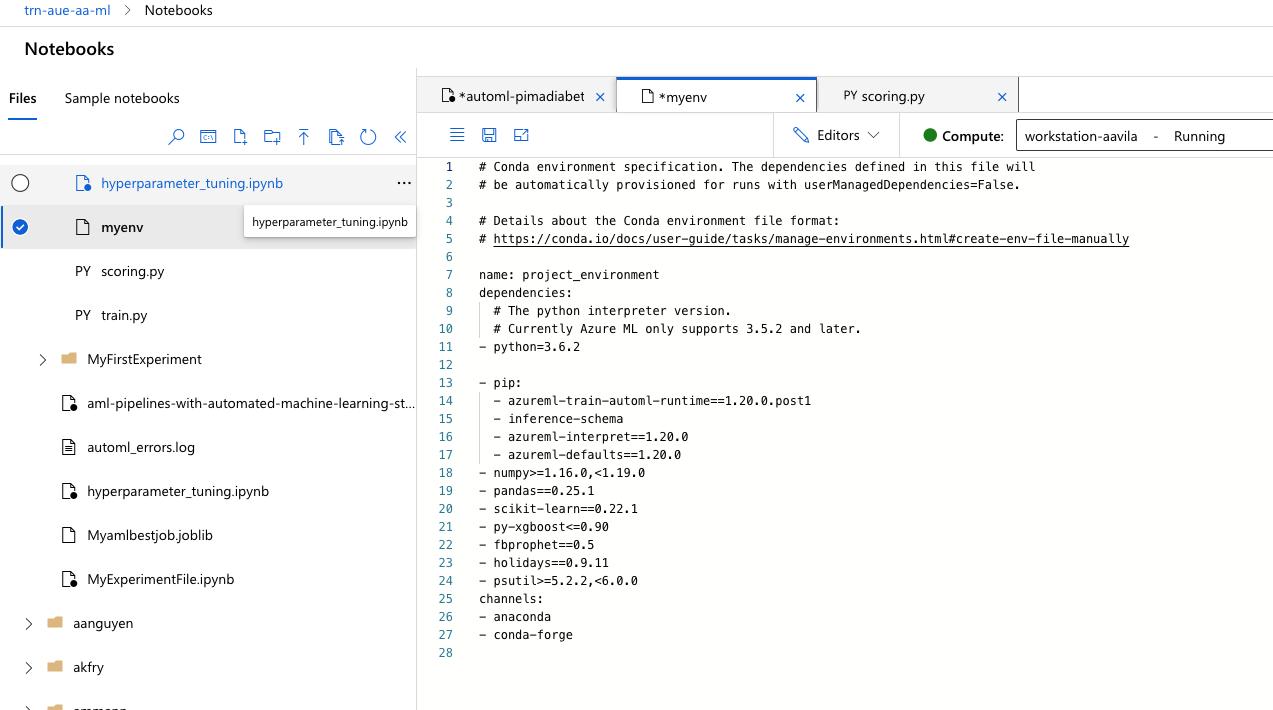 trn-aue-aa-ml > Notebooks
Notebooks
Files Sample notebooks
hyperparameter_tuning.ipynb ...
hyperparameter_tuning.ipynb
myenv
PY scoring.py
PY train.py
MyFirstExperiment
aml-pipelines-with-automated-machine-learning-st...
automl_errors.log
hyperparameter_tuning.ipynb
Myamlbestjob.joblib
MyExperimentFile.ipynb
aanguyen
akfry
*automl-pimadiabet
*myenv
PY scoring.py
Editors
Compute: workstation-aavila - Running
1 # Conda environment specification. The dependencies defined in this file will
2 # be automatically provisioned for runs with userManagedDependencies=False.
3
4 # Details about the Conda environment file format:
5 # https://conda.io/docs/user-guide/tasks/manage-environments.html#create-env-file-manually
6
7 name: project_environment
8 dependencies:
9 # The python interpreter version.
10 # Currently Azure ML only supports 3.5.2 and later.
11 - python=3.6.2
12
13 - pip:
14 - azureml-train-automl-runtime==1.20.0.post1
15 - inference-schema
16 - azureml-interpret==1.20.0
17 - azureml-defaults==1.20.0
18 - numpy>=1.16.0,<1.19.0
19 - pandas==0.25.1
20 - scikit-learn==0.22.1
21 - py-xgboost<=0.90
22 - fbprophet==0.5
23 - holidays==0.9.11
24 - psutil>=5.2.2,<6.0.0
25 channels:
26 - anaconda
27 - conda-forge
28